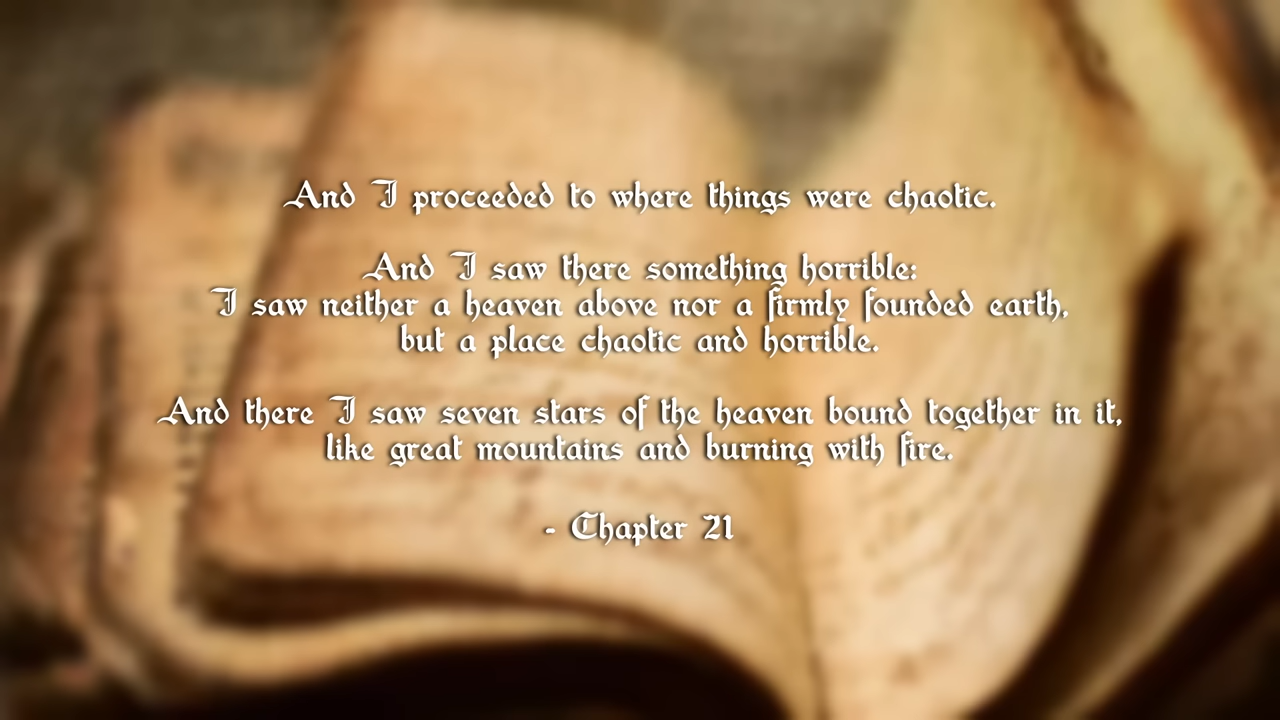 And I proceeded to where things were chaotic.
And I saw there something horrible:
I saw neither a heaven above nor a firmly founded earth,
but a place chaotic and horrible.
And there I saw seven stars of the heaven bound together in it,
like great mountains and burning with fire.
- Chapter 21